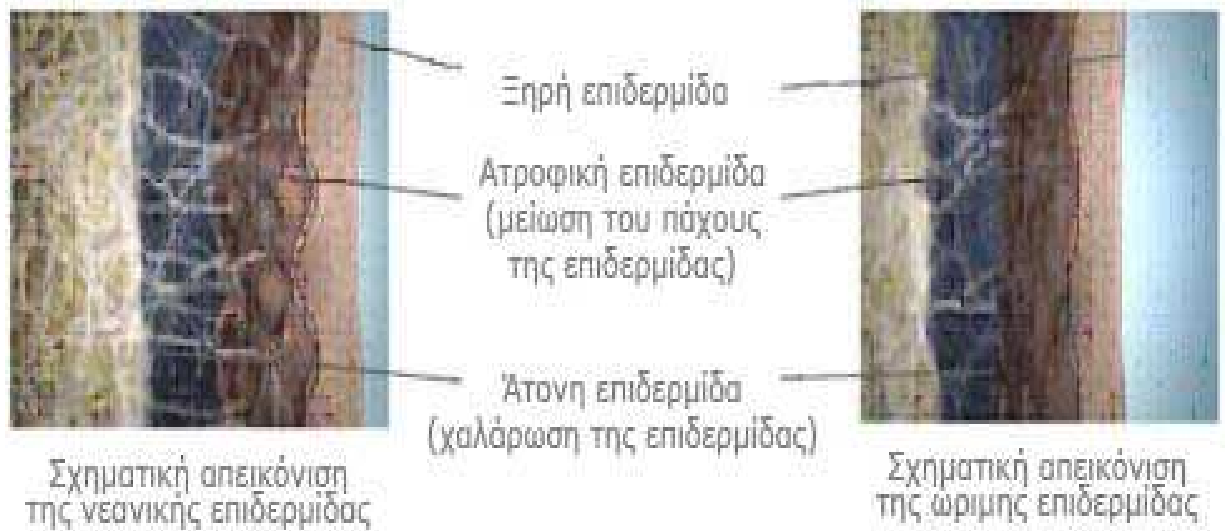 Ξηρή επιδερμίδα
Ατροφική επιδερμίδα
(μείωση του πάχους
της επιδερμίδας)
Άτονη επιδερμίδα
(χαλάρωση της επιδερμίδας)
Σχηματική απεικόνιση
της νεανικής επιδερμίδας
Σχηματική απεικόνιση
της ωριμης επιδερμίδας